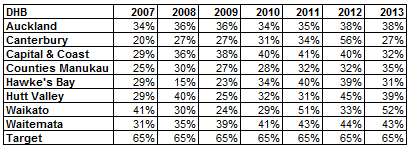 DHB 2007 2008 2009 2010 2011 2012 2013
Auckland 34% 36% 36% 34% 35% 38% 38%
Canterbury 20% 27% 27% 31% 34% 56% 27%
Capital & Coast 29% 36% 38% 40% 41% 40% 32%
Counties Manukau 25% 30% 27% 28% 32% 32% 35%
Hawke's Bay 29% 15% 23% 34% 40% 39% 31%
Hutt Valley 29% 40% 25% 32% 31% 45% 39%
Waikato 41% 30% 24% 29% 51% 33% 52%
Waitemata 31% 35% 39% 41% 43% 44% 43%
Target 65% 65% 65% 65% 65% 65% 65%